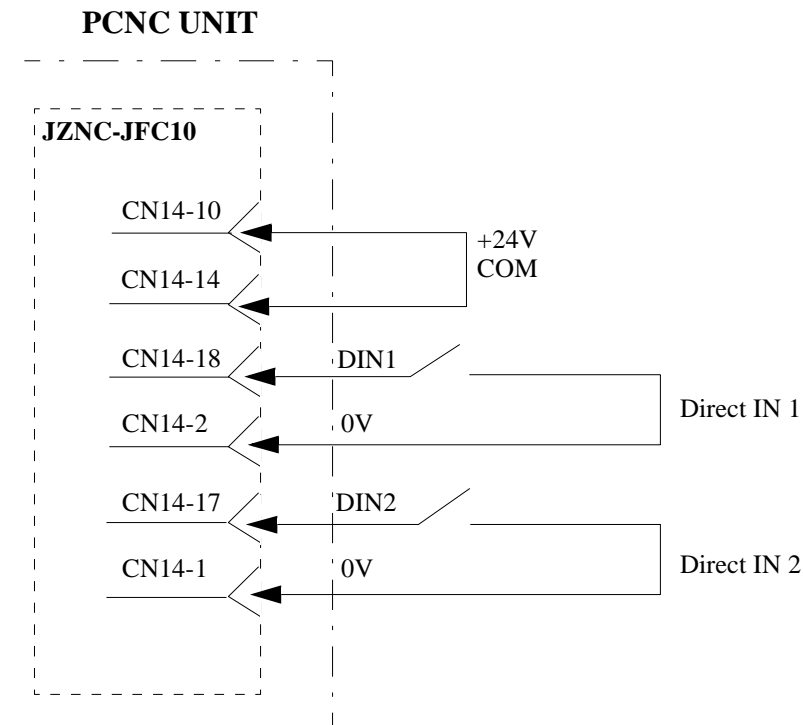 PCNC UNIT
JZNC-JFC10
CN14-10
+24V
COM
CN14-14
CN14-18
DIN1
Direct IN 1
CN14-2
0V
CN14-17
DIN2
Direct IN 2
CN14-1
0V